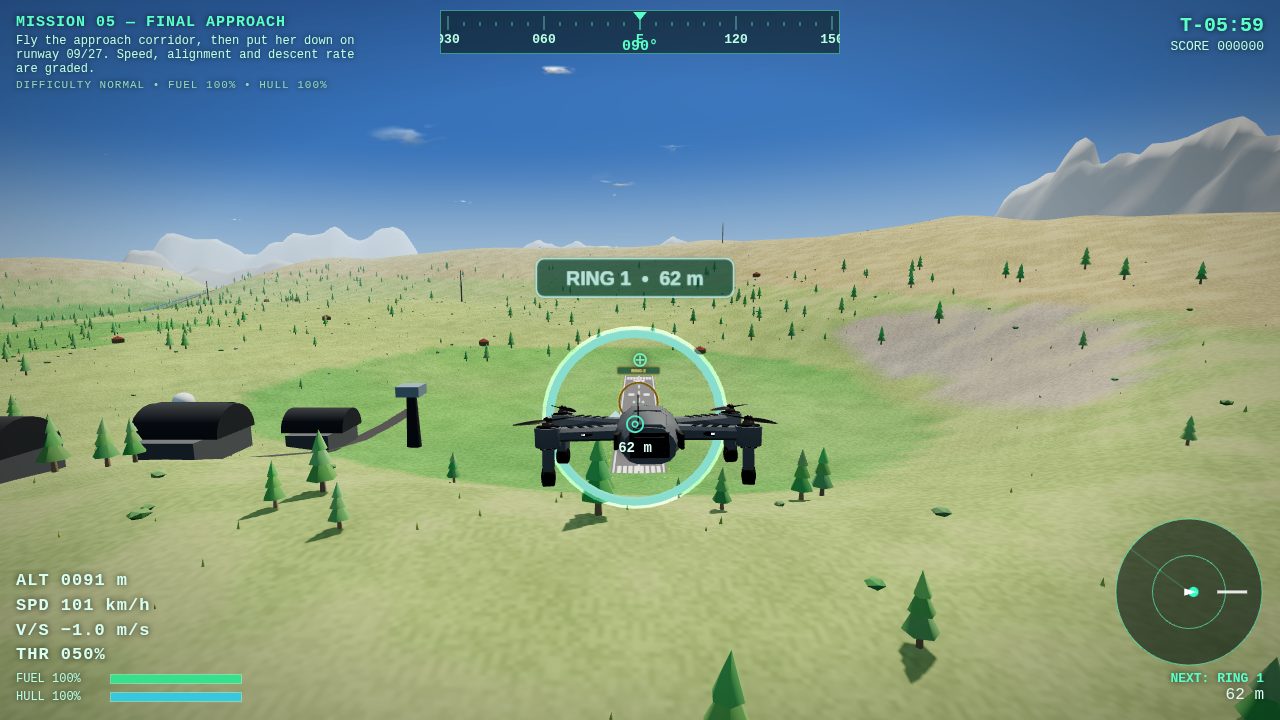 MISSION 05 — FINAL APPROACH
Fly the approach corridor, then put her down on
runway 09/27. Speed, alignment and descent rate
are graded.
DIFFICULTY NORMAL • FUEL 100% • HULL 100%
030 060 E 120 150
090°
T-05:59
SCORE 000000
RING 1 • 62 m
RING 2
62 m
ALT 0091 m
SPD 101 km/h
V/S −1.0 m/s
THR 050%
FUEL 100%
HULL 100%
NEXT: RING 1
62 m